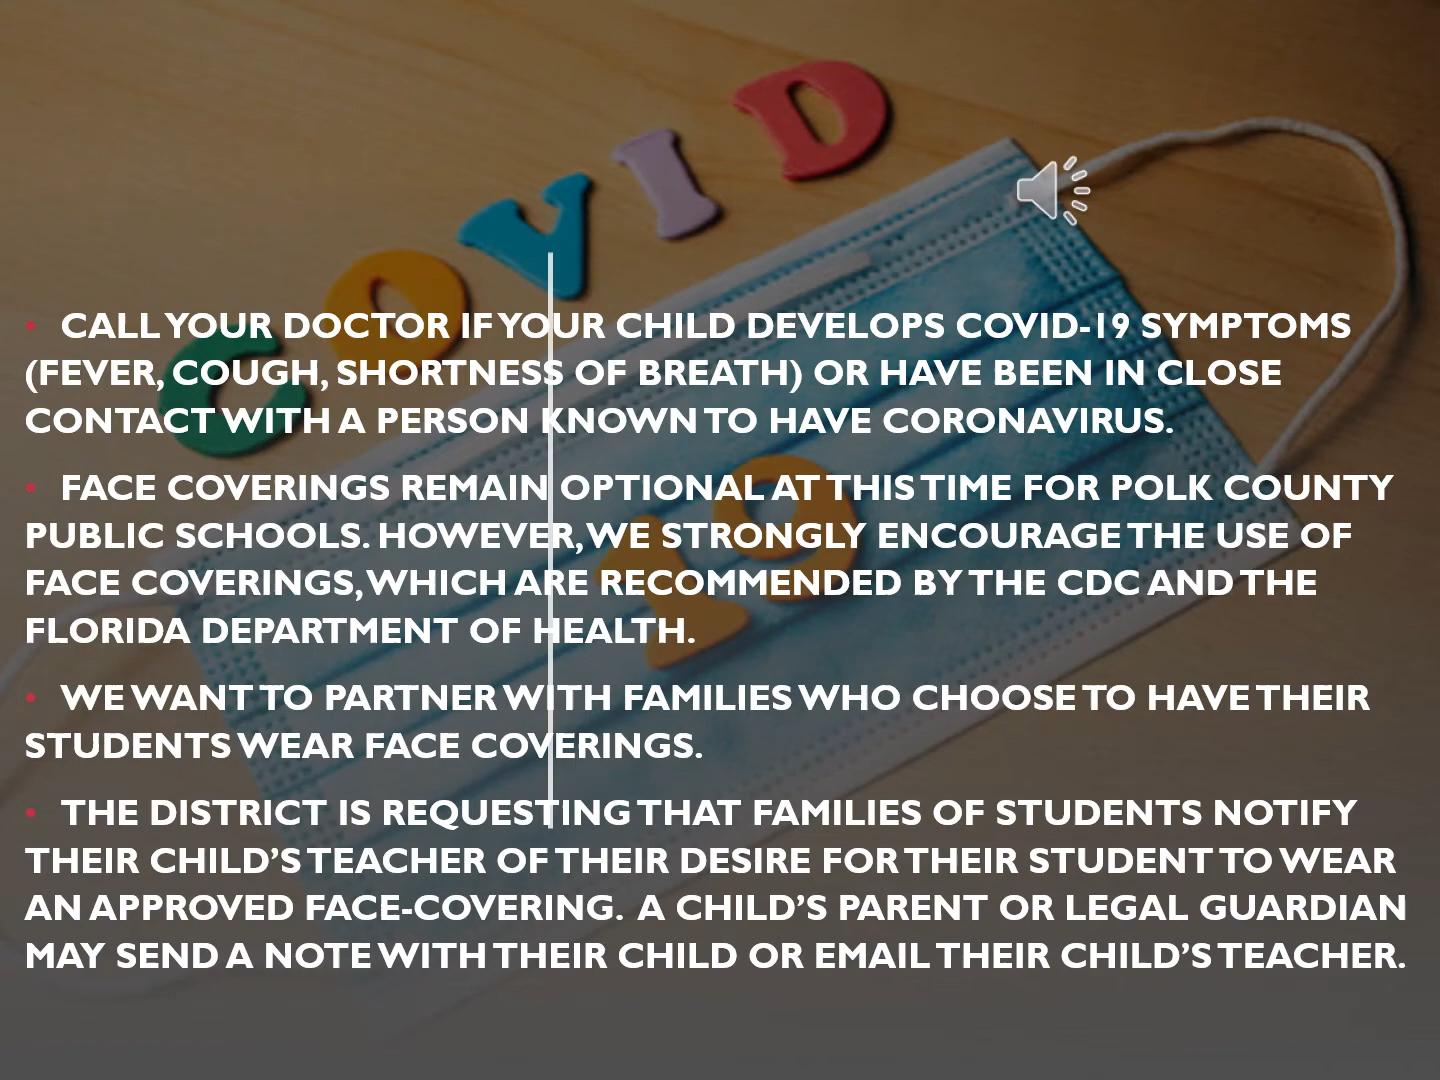 COVID
19
• CALL YOUR DOCTOR IF YOUR CHILD DEVELOPS COVID-19 SYMPTOMS
(FEVER, COUGH, SHORTNESS OF BREATH) OR HAVE BEEN IN CLOSE
CONTACT WITH A PERSON KNOWN TO HAVE CORONAVIRUS.
• FACE COVERINGS REMAIN OPTIONAL AT THIS TIME FOR POLK COUNTY
PUBLIC SCHOOLS. HOWEVER, WE STRONGLY ENCOURAGE THE USE OF
FACE COVERINGS, WHICH ARE RECOMMENDED BY THE CDC AND THE
FLORIDA DEPARTMENT OF HEALTH.
• WE WANT TO PARTNER WITH FAMILIES WHO CHOOSE TO HAVE THEIR
STUDENTS WEAR FACE COVERINGS.
• THE DISTRICT IS REQUESTING THAT FAMILIES OF STUDENTS NOTIFY
THEIR CHILD’S TEACHER OF THEIR DESIRE FOR THEIR STUDENT TO WEAR
AN APPROVED FACE-COVERING. A CHILD’S PARENT OR LEGAL GUARDIAN
MAY SEND A NOTE WITH THEIR CHILD OR EMAIL THEIR CHILD’S TEACHER.